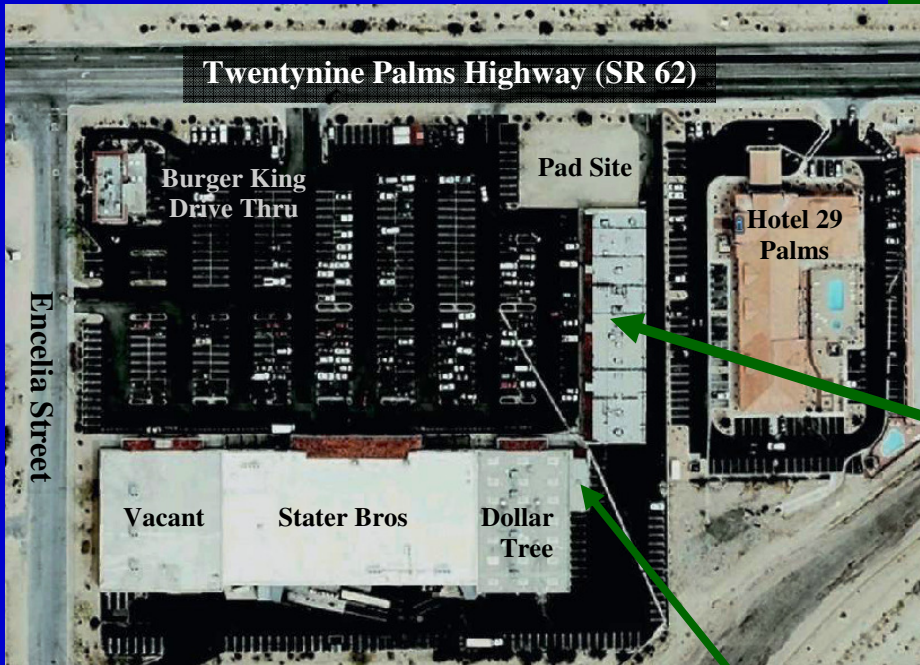 Twentynine Palms Highway (SR 62)
Burger King
Drive Thru
Pad Site
Hotel 29
Palms
Encelia Street
Vacant
Stater Bros
Dollar
Tree